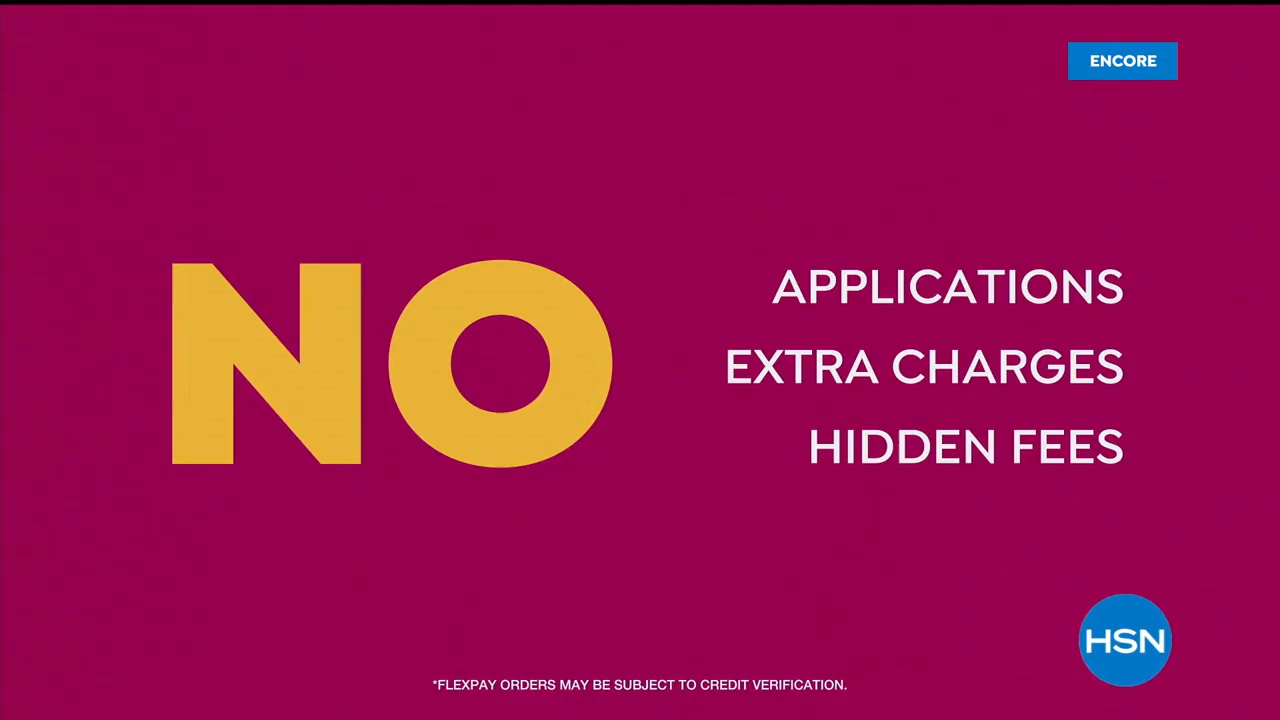 ENCORE
NO
APPLICATIONS
EXTRA CHARGES
HIDDEN FEES
HSN
*FLEXPAY ORDERS MAY BE SUBJECT TO CREDIT VERIFICATION.